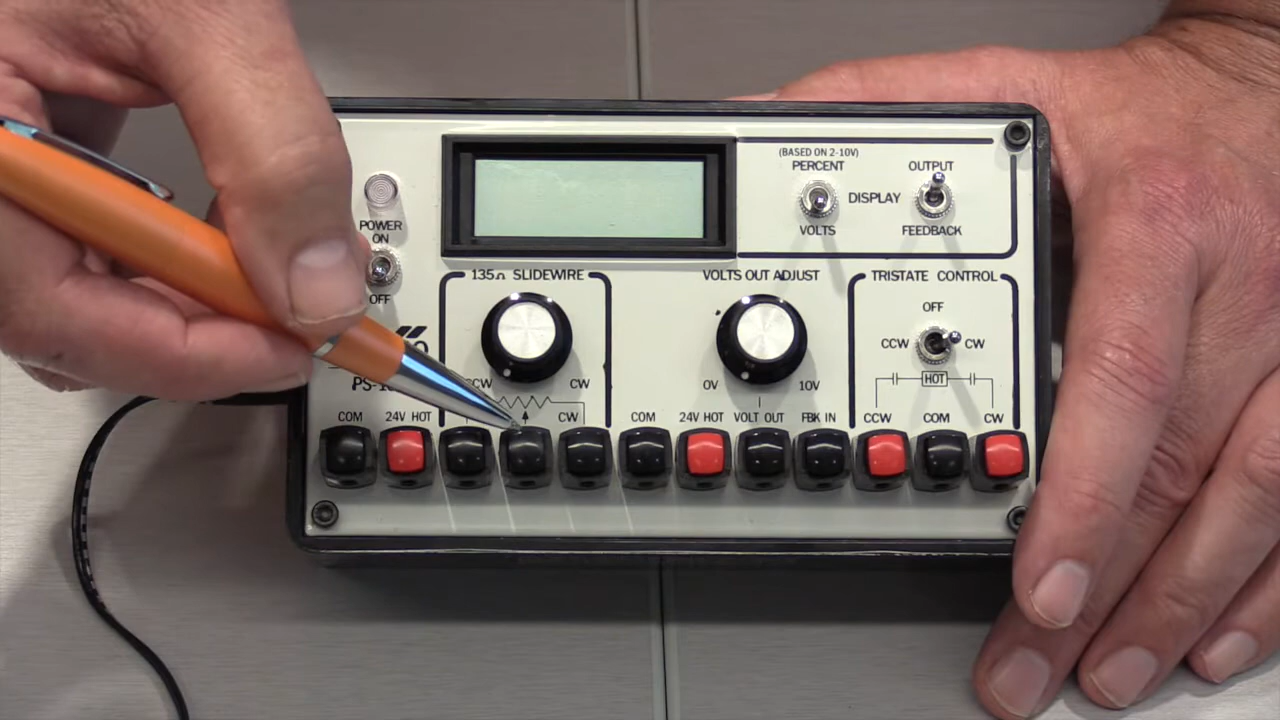 (BASED ON 2-10V)
PERCENT
OUTPUT
DISPLAY
VOLTS
FEEDBACK
POWER
ON
OFF
135Ω SLIDEWIRE
VOLTS OUT ADJUST
TRISTATE CONTROL
OFF
CCW
CW
HOT
CCW
CW
0V
10V
COM
24V HOT
CW
COM
24V HOT
VOLT OUT
FBK IN
CCW
COM
CW